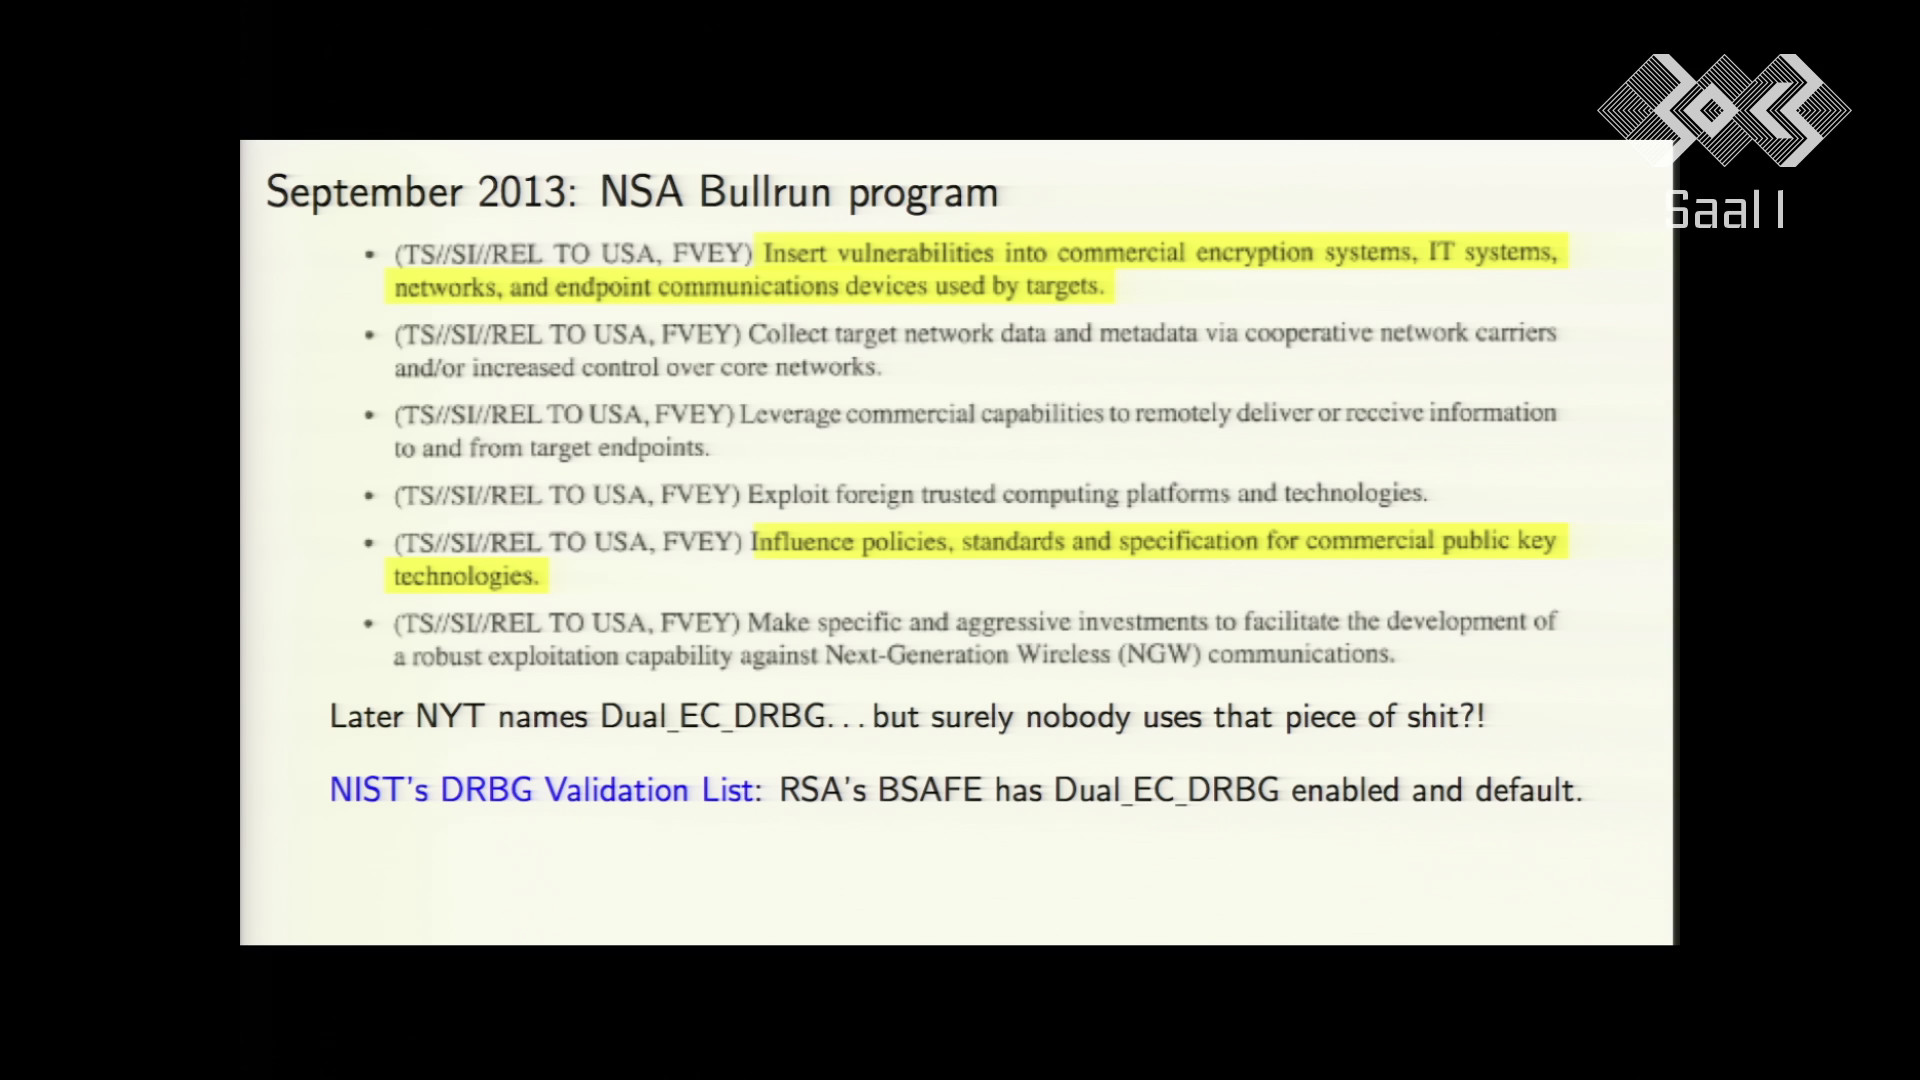 September 2013: NSA Bullrun program
• (TS//SI//REL TO USA, FVEY) Insert vulnerabilities into commercial encryption systems, IT systems,
networks, and endpoint communications devices used by targets.
• (TS//SI//REL TO USA, FVEY) Collect target network data and metadata via cooperative network carriers
and/or increased control over core networks.
• (TS//SI//REL TO USA, FVEY) Leverage commercial capabilities to remotely deliver or receive information
to and from target endpoints.
• (TS//SI//REL TO USA, FVEY) Exploit foreign trusted computing platforms and technologies.
• (TS//SI//REL TO USA, FVEY) Influence policies, standards and specification for commercial public key
technologies.
• (TS//SI//REL TO USA, FVEY) Make specific and aggressive investments to facilitate the development of
a robust exploitation capability against Next-Generation Wireless (NGW) communications.
Later NYT names Dual_EC_DRBG... but surely nobody uses that piece of shit?!
NIST's DRBG Validation List: RSA's BSAFE has Dual_EC_DRBG enabled and default.
Saal 1